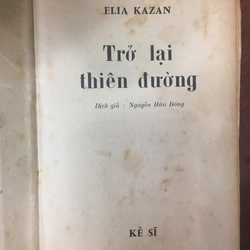 ELIA KAZAN
Trở lại
thiên đường
Dịch giả : Nguyễn Hữu Đông
KẺ SĨ